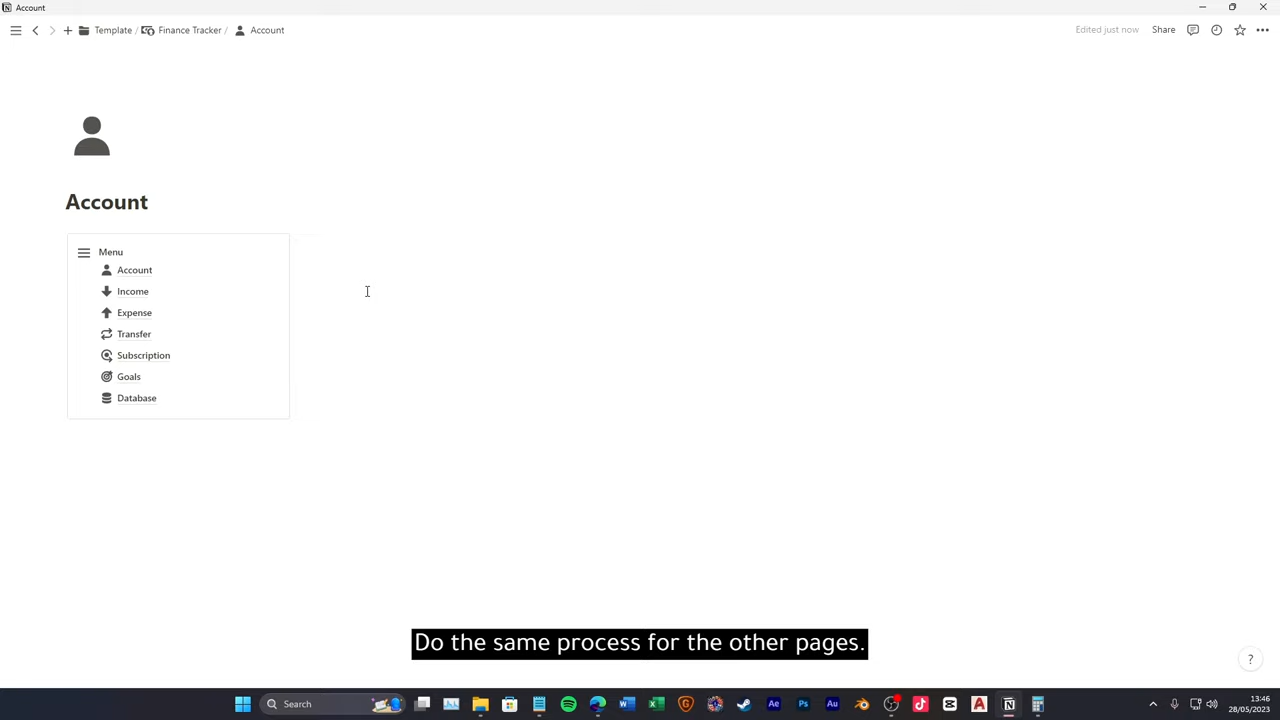 Account
Template / Finance Tracker / Account
Edited just now Share
Account
Menu
Account
Income
Expense
Transfer
Subscription
Goals
Database
Do the same process for the other pages.
?
Search
13:46
28/05/2023